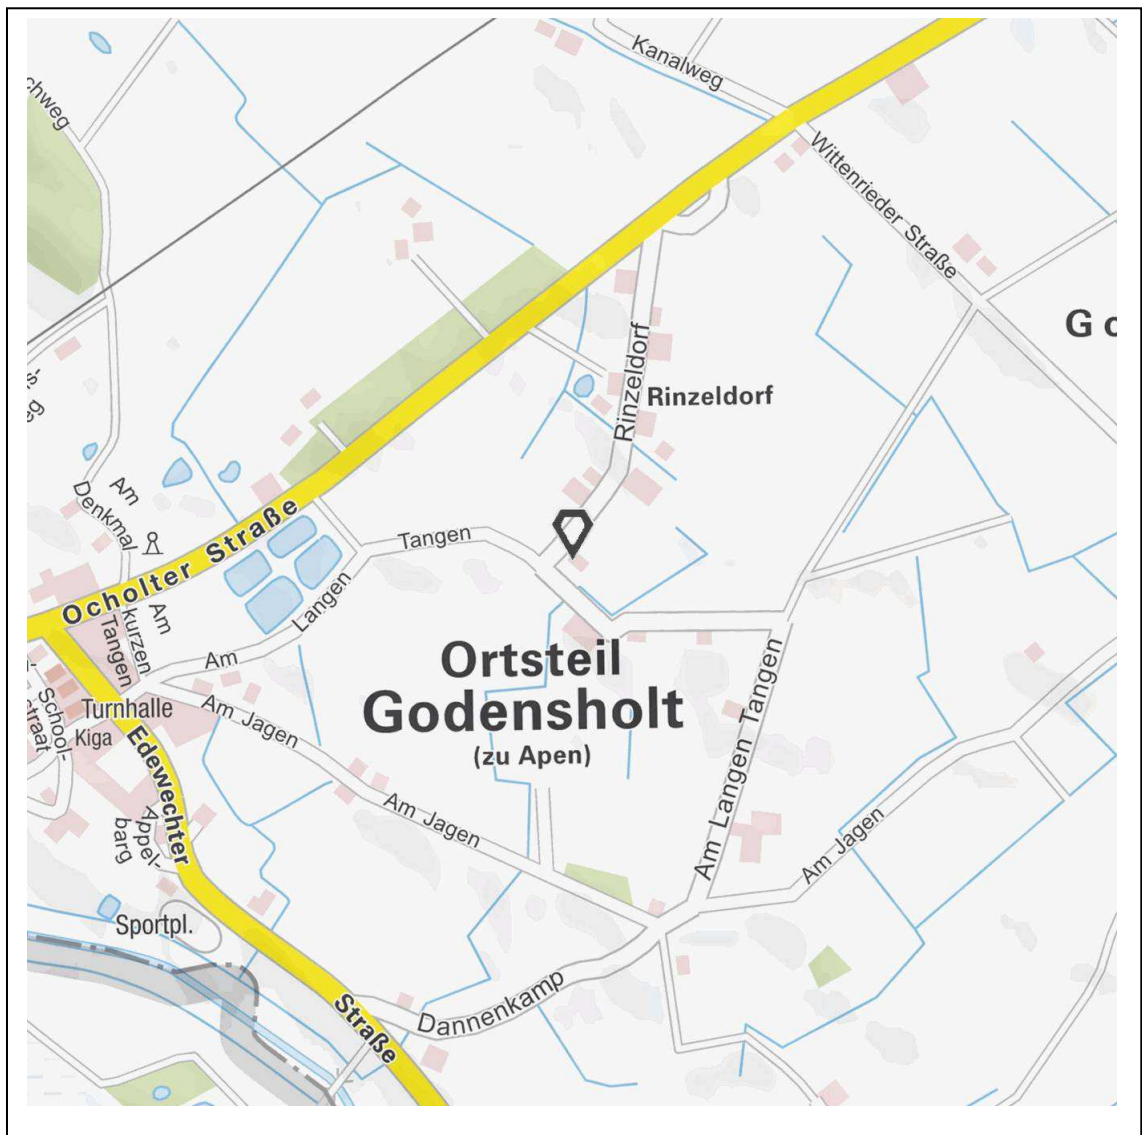 Kanalweg
chweg
Wittenrieder Straße
G o
Rinzeldorf
Rinzeldorf
Am
Denkmal
Ocholter Straße
Tangen
Langen
Am
Am
kurzen
Tangen
Ortsteil
Godensholt
(zu Apen)
School-
straat
Turnhalle
Kiga
Am Jagen
Edewechter
Am Langen Tangen
Am Jagen
Am Jagen
Appel-
barg
Sportpl.
Dannenkamp
Straße